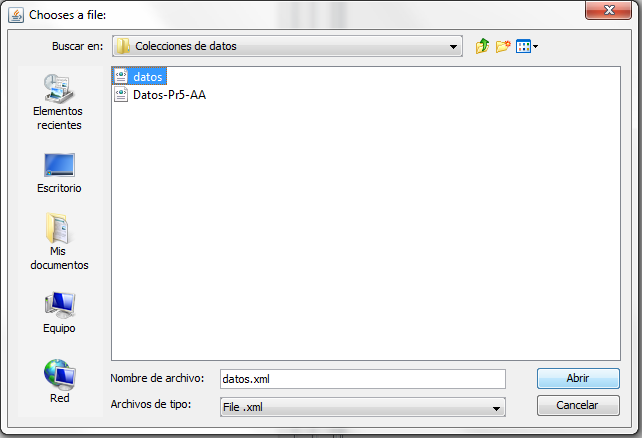 Chooses a file:
Buscar en:
Colecciones de datos
datos
Datos-Pr5-AA
Elementos
recientes
Escritorio
Mis
documentos
Equipo
Red
Nombre de archivo:
datos.xml
Abrir
Archivos de tipo:
File .xml
Cancelar